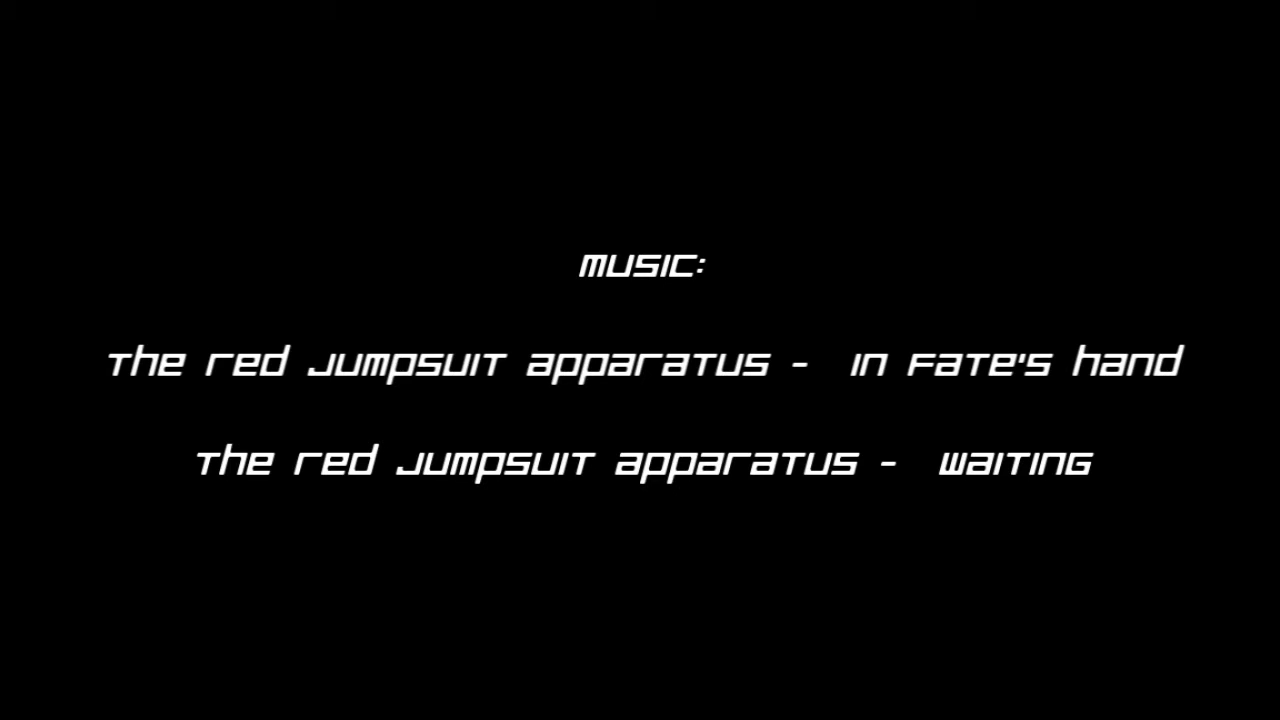 MUSIC:
The Red Jumpsuit Apparatus - In Fate's Hand
The Red Jumpsuit Apparatus - Waiting